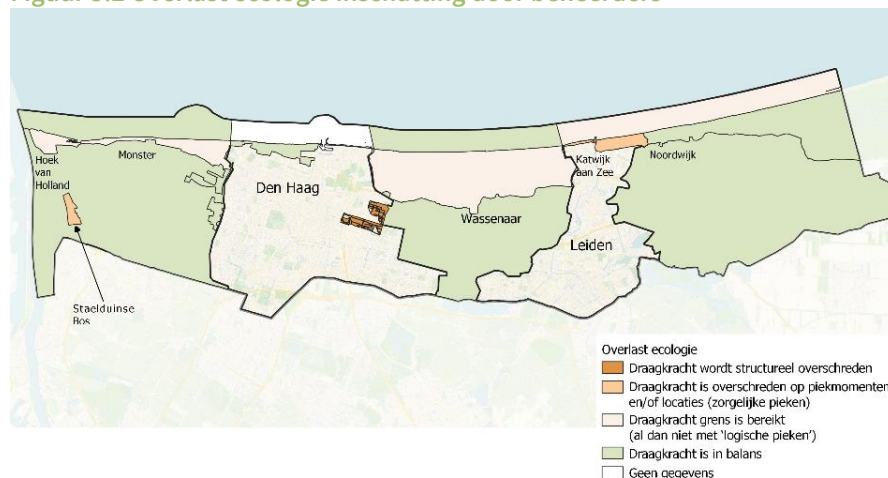 Hoek
van
Holland
Monster
Den Haag
Wassenaar
Katwijk
aan Zee
Noordwijk
Leiden
Staelduinse
Overlast ecologie
Draagkracht wordt structureel overschreden
Draagkracht is overschreden op piekmomenten
en/of locaties (zorgelijke pieken)
Draagkracht grens is bereikt
(al dan niet met 'logische pieken')
Draagkracht is in balans
Geen gegevens